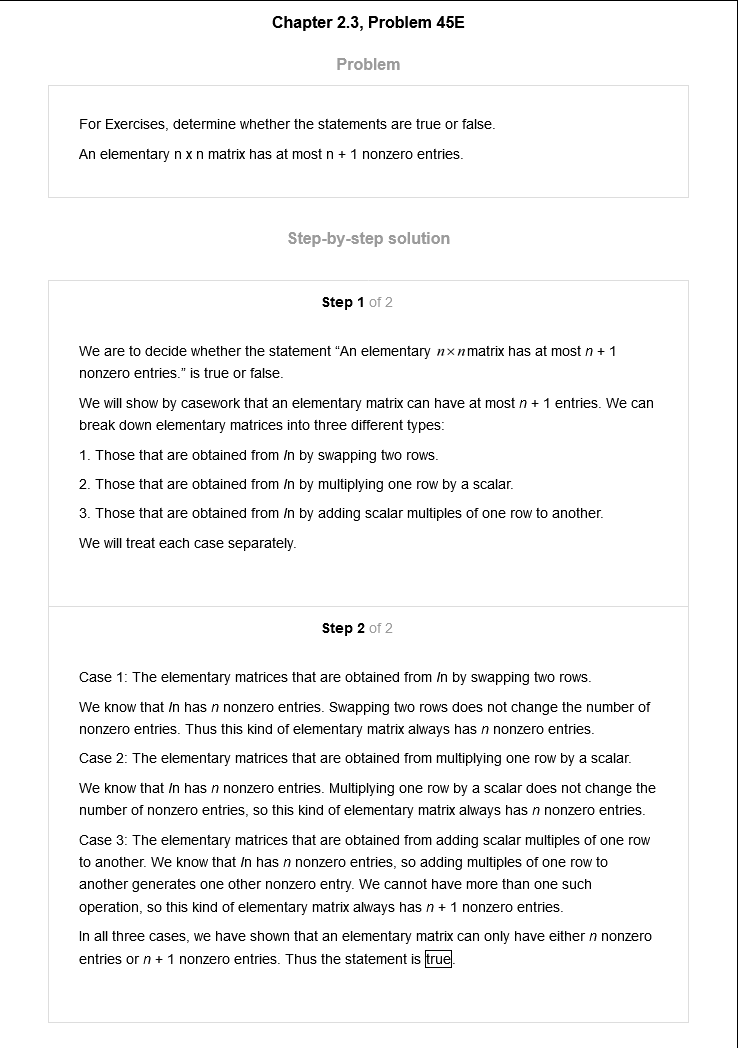 Chapter 2.3, Problem 45E
Problem
For Exercises, determine whether the statements are true or false.
An elementary n x n matrix has at most n + 1 nonzero entries.
Step-by-step solution
Step 1 of 2
We are to decide whether the statement “An elementary n×n matrix has at most n + 1
nonzero entries.” is true or false.
We will show by casework that an elementary matrix can have at most n + 1 entries. We can
break down elementary matrices into three different types:
1. Those that are obtained from In by swapping two rows.
2. Those that are obtained from In by multiplying one row by a scalar.
3. Those that are obtained from In by adding scalar multiples of one row to another.
We will treat each case separately.
Step 2 of 2
Case 1: The elementary matrices that are obtained from In by swapping two rows.
We know that In has n nonzero entries. Swapping two rows does not change the number of
nonzero entries. Thus this kind of elementary matrix always has n nonzero entries.
Case 2: The elementary matrices that are obtained from multiplying one row by a scalar.
We know that In has n nonzero entries. Multiplying one row by a scalar does not change the
number of nonzero entries, so this kind of elementary matrix always has n nonzero entries.
Case 3: The elementary matrices that are obtained from adding scalar multiples of one row
to another. We know that In has n nonzero entries, so adding multiples of one row to
another generates one other nonzero entry. We cannot have more than one such
operation, so this kind of elementary matrix always has n + 1 nonzero entries.
In all three cases, we have shown that an elementary matrix can only have either n nonzero
entries or n + 1 nonzero entries. Thus the statement is true.